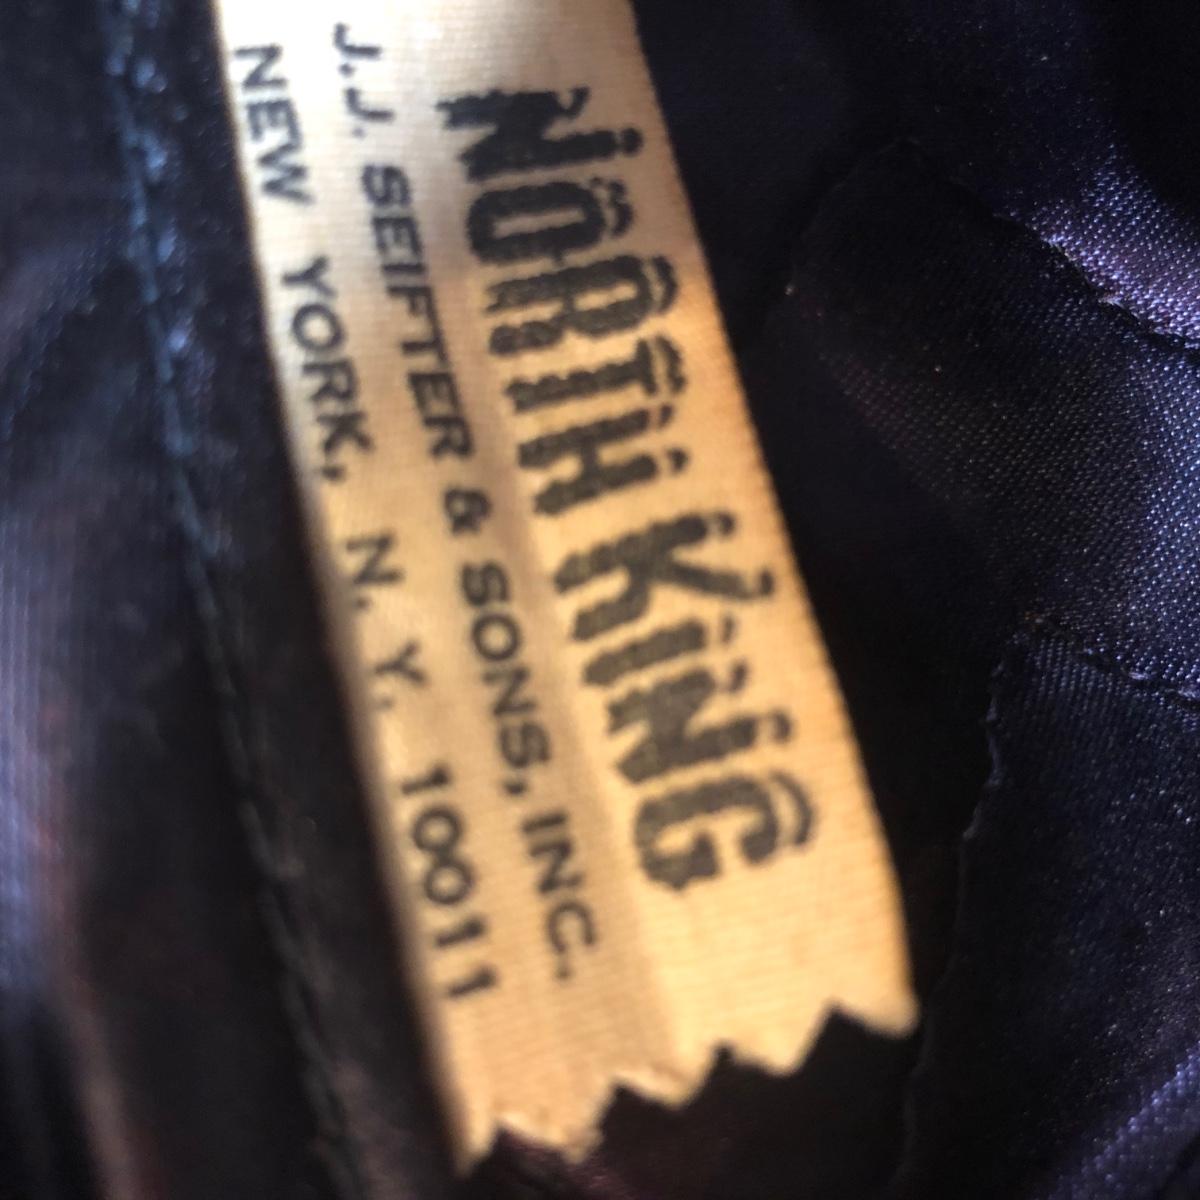 NORTH KING
J.J. SEIFTER & SONS, INC.
NEW YORK, N. Y. 10011